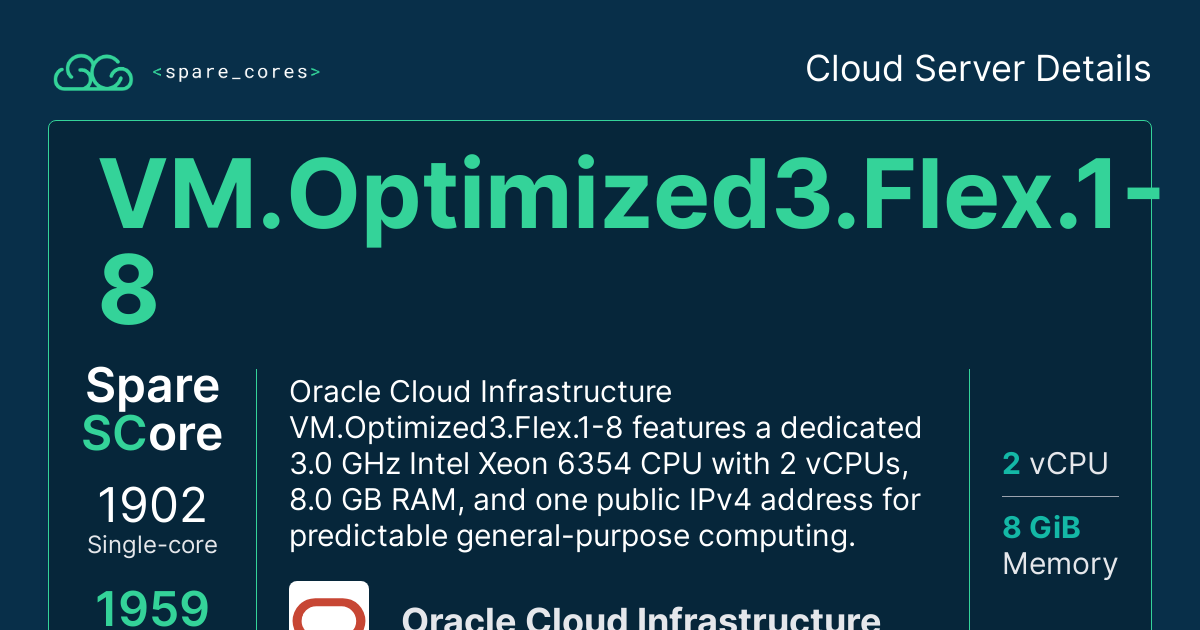 <spare_cores>
Cloud Server Details
VM.Optimized3.Flex.1-
8
Spare
SCore
1902
Single-core
1959
Oracle Cloud Infrastructure
VM.Optimized3.Flex.1-8 features a dedicated
3.0 GHz Intel Xeon 6354 CPU with 2 vCPUs,
8.0 GB RAM, and one public IPv4 address for
predictable general-purpose computing.
Oracle Cloud Infrastructure
2 vCPU
8 GiB
Memory